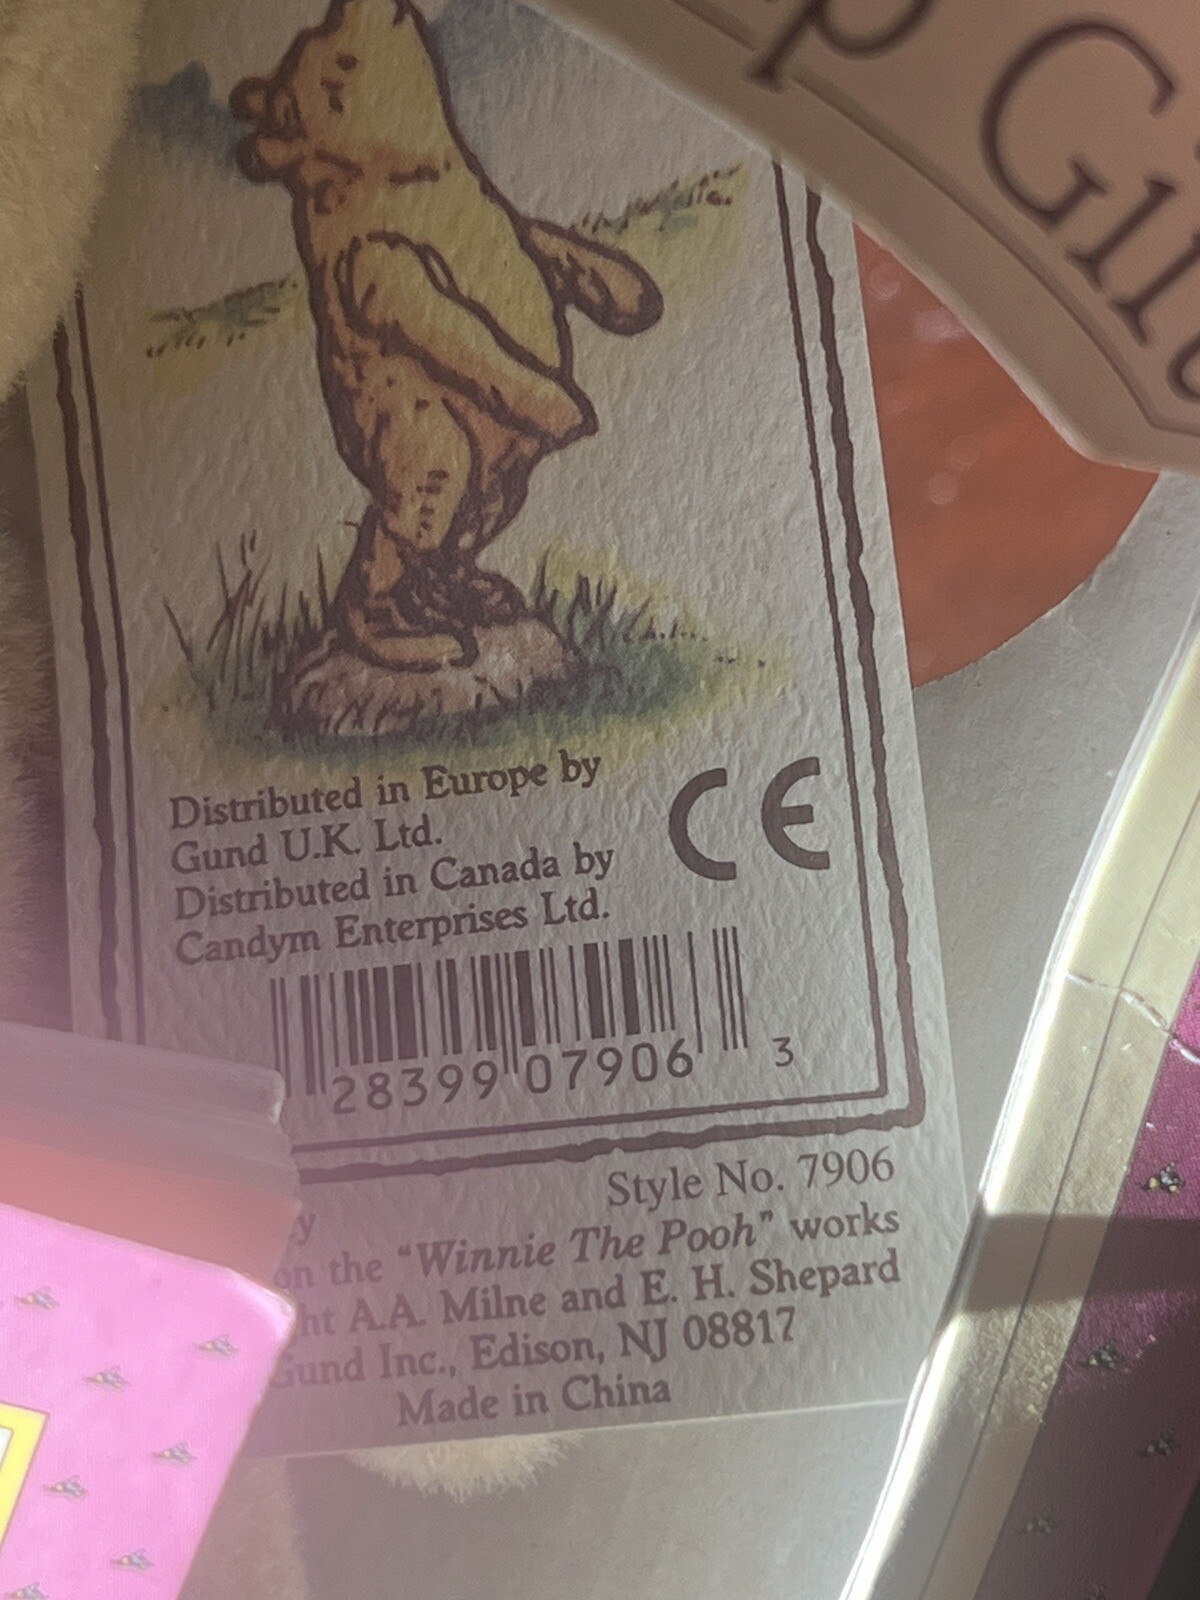 p Gi
Distributed in Europe by
Gund U.K. Ltd.
Distributed in Canada by
Candym Enterprises Ltd.
CE
28399 07906 3
Style No. 7906
on the "Winnie The Pooh" works
A.A. Milne and E. H. Shepard
Gund Inc., Edison, NJ 08817
Made in China